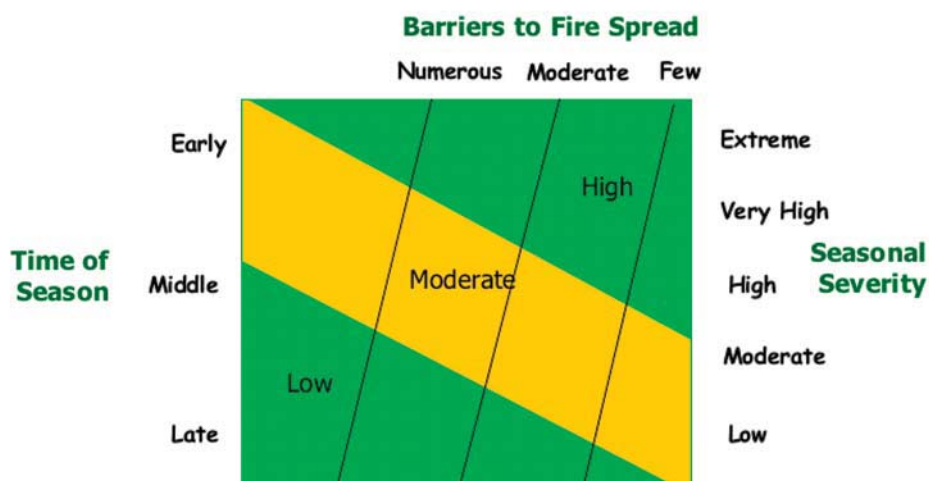 Barriers to Fire Spread
Numerous Moderate Few
Early
Extreme
High
Very High
Time of
Season
Middle
Moderate
High
Seasonal
Severity
Moderate
Low
Late
Low